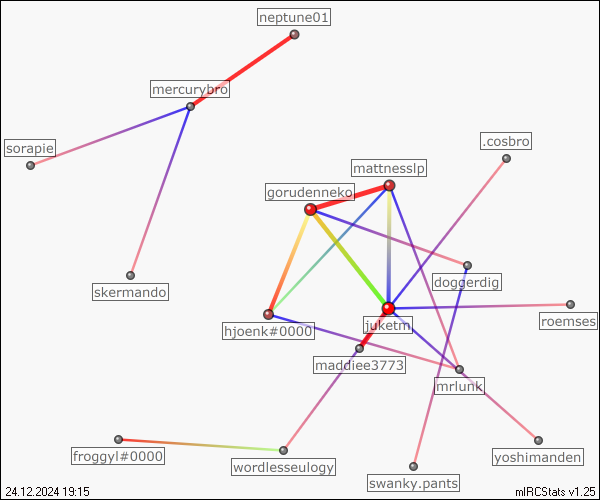 neptune01
mercurybro
sorapie
.cosbro
mattnesslp
gorudenneko
doggerdig
skermando
roemses
juketm
hjoenk#0000
maddiee3773
mrlunk
froggyl#0000
yoshimanden
wordlesseulogy
swanky.pants
24.12.2024 19:15
mIRCStats v1.25